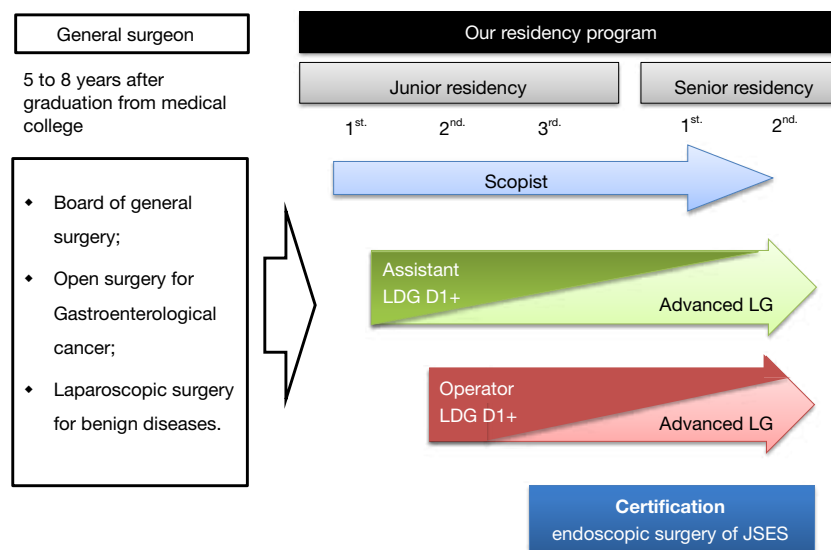 General surgeon
5 to 8 years after
graduation from medical
college
Board of general
surgery;
Open surgery for
Gastroenterological
cancer;
Laparoscopic surgery
for benign diseases.
Our residency program
Junior residency
Senior residency
1st. 2nd. 3rd. 1st. 2nd.
Scopist
Assistant
LDG D1+
Advanced LG
Operator
LDG D1+
Advanced LG
Certification
endoscopic surgery of JSES